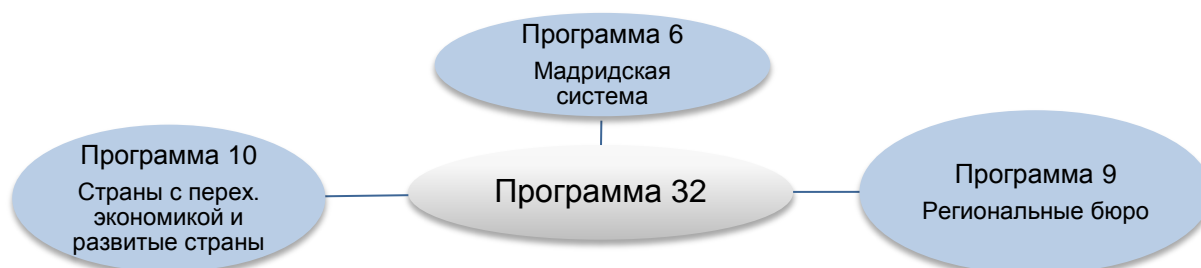 Программа 6
Мадридская
система
Программа 10
Страны с перех.
экономикой и
развитые страны
Программа 32
Программа 9
Региональные бюро